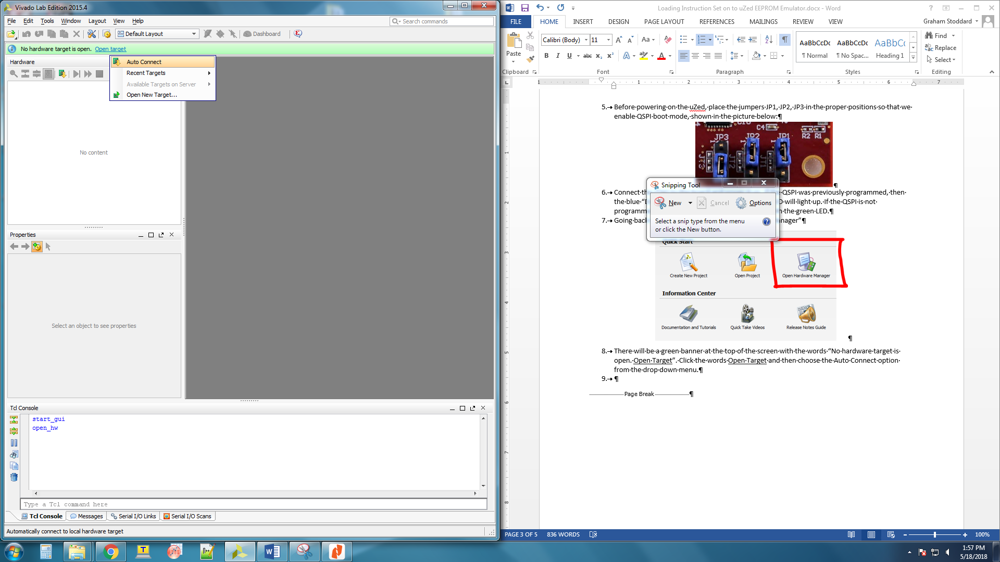 Vivado Lab Edition 2015.4
File Edit Tools Window Layout View Help
Search commands
Default Layout
Dashboard
No hardware target is open. Open target
Hardware
Auto Connect
Recent Targets
Available Targets on Server
Open New Target...
No content
Properties
Select an object to see properties
Tcl Console
start_gui
open_hw
Type a Tcl command here
Tcl Console Messages Serial I/O Links Serial I/O Scans
Automatically connect to local hardware target
Loading Instruction Set on to uZed EEPROM Emulator.docx - Word
FILE HOME INSERT DESIGN PAGE LAYOUT REFERENCES MAILINGS REVIEW VIEW
Graham Stoddard
Paste
Clipboard
Calibri (Body) 11
Font
Paragraph
AaBbCcDc AaBbCcDc AaBbCc
¶ Normal ¶ No Spac... Heading 1
Styles
Find
Replace
Select
Editing
5. Before powering on the uZed, place the jumpers JP1, JP2, JP3 in the proper positions so that we
enable QSPI boot mode, shown in the picture below:¶
C4
R2 R1
JP3 JP2 JP1
JT3 JT2 JT1
¶
Snipping Tool
New Cancel Options
Select a snip type from the menu
or click the New button.
6. Connect th
QSPI was previously programmed, then
the blue “
D will light up. If the QSPI is not
programm
n the green LED.¶
7. Going back
nager”¶
Quick Start
Create New Project Open Project Open Hardware Manager
Information Center
Documentation and Tutorials Quick Take Videos Release Notes Guide
¶
8. There will be a green banner at the top of the screen with the words “No hardware target is
open. Open Target”. Click the words Open Target and then choose the Auto Connect option
from the drop down menu.¶
9. ¶
Page Break ¶
PAGE 3 OF 5 836 WORDS
100%
1:57 PM
5/18/2018